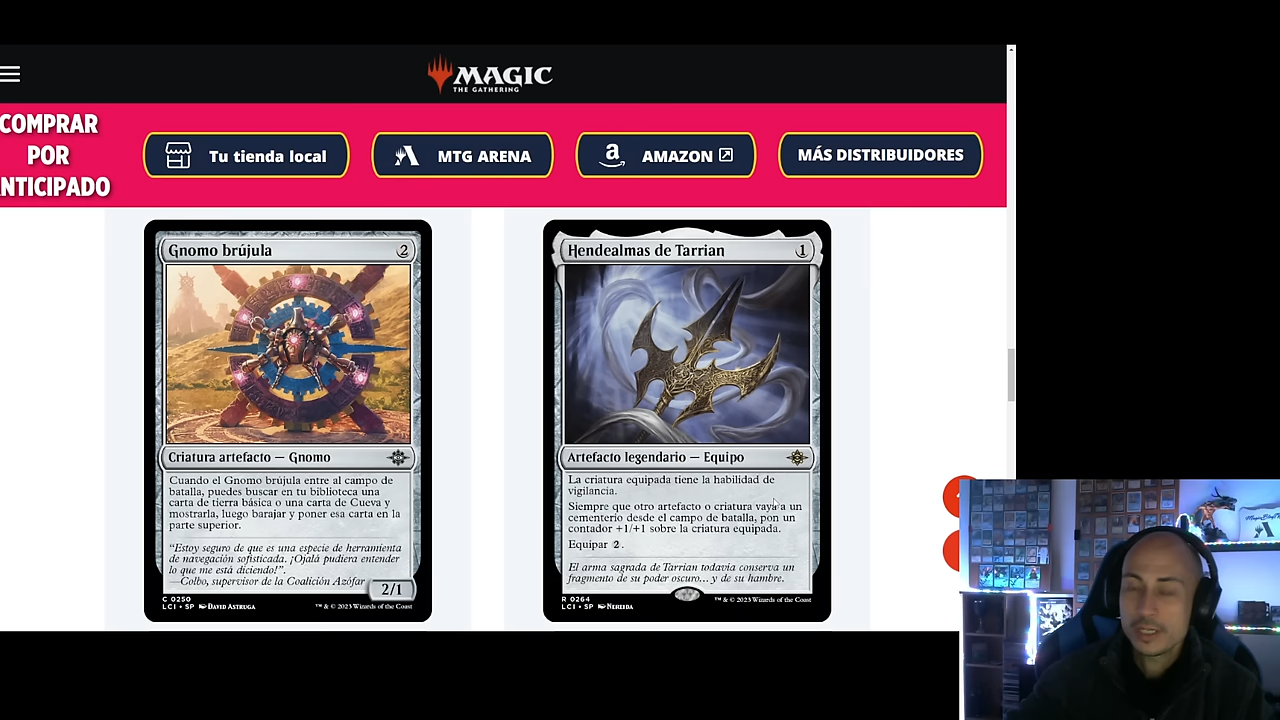 MAGIC
THE GATHERING
COMPRAR
POR
NTICIPADO
Tu tienda local
MTG ARENA
AMAZON
MÁS DISTRIBUIDORES
Gnomo brújula 2
Criatura artefacto — Gnomo
Cuando el Gnomo brújula entre al campo de
batalla, puedes buscar en tu biblioteca una
carta de tierra básica o una carta de Cueva y
mostrarla, luego barajar y poner esa carta en la
parte superior.
"Estoy seguro de que es una especie de herramienta
de navegación sofisticada. ¡Ojalá pudiera entender
lo que me está diciendo!".
—Colbo, supervisor de la Coalición Azófar
2/1
C 0250
LCI • SP DAVID ASTRUGA
™ & © 2023 Wizards of the Coast
Hendealmas de Tarrian 1
Artefacto legendario — Equipo
La criatura equipada tiene la habilidad de
vigilancia.
Siempre que otro artefacto o criatura vaya a un
cementerio desde el campo de batalla, pon un
contador +1/+1 sobre la criatura equipada.
Equipar 2.
El arma sagrada de Tarrian todavía conserva un
fragmento de su poder oscuro... y de su hambre.
R 0264
LCI • SP NEREIDA
™ & © 2023 Wizards of the Coast